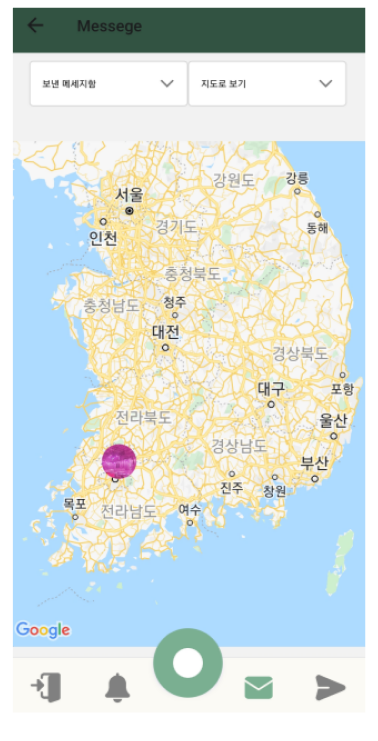 Messege
보낸 메세지함
지도로 보기
강원도
강릉
서울
인천
경기도
동해
충청북도
충청남도
청주
대전
경상북도
대구
포항
전라북도
울산
경상남도
부산
진주
창원
목포
전라남도
여수
Google